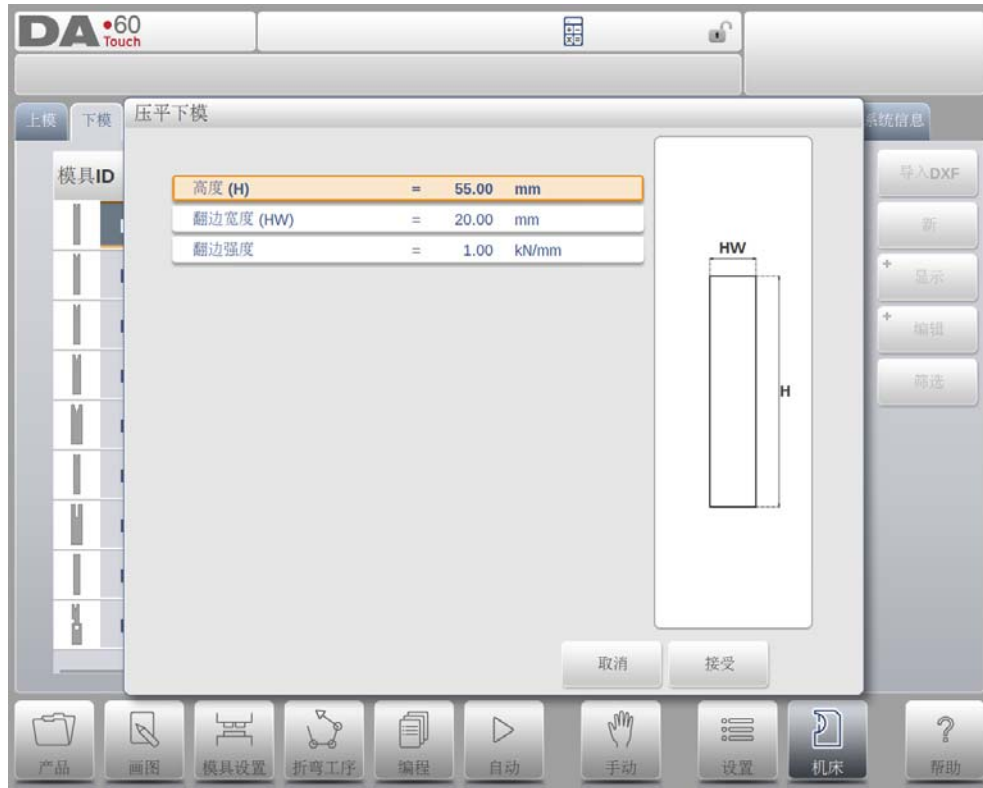 DA•60
Touch
上模
下模
压平下模
系统信息
模具ID
高度 (H) = 55.00 mm
翻边宽度 (HW) = 20.00 mm
翻边强度 = 1.00 kN/mm
HW
H
导入DXF
新
显示
编辑
筛选
取消
接受
产品
画图
模具设置
折弯工序
编程
自动
手动
设置
机床
帮助